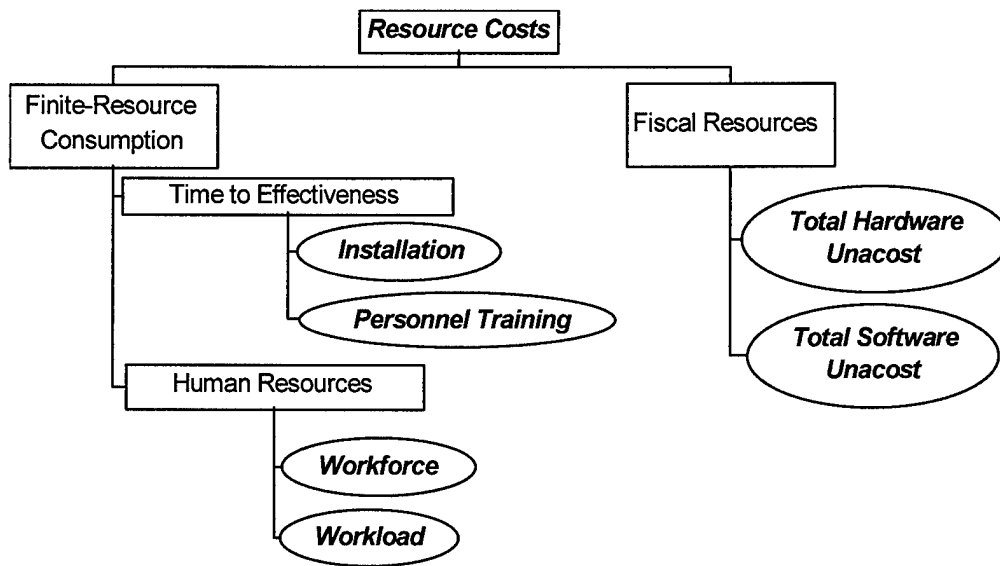 Resource Costs
Finite-Resource
Consumption
Fiscal Resources
Time to Effectiveness
Installation
Personnel Training
Human Resources
Workforce
Workload
Total Hardware
Unacost
Total Software
Unacost